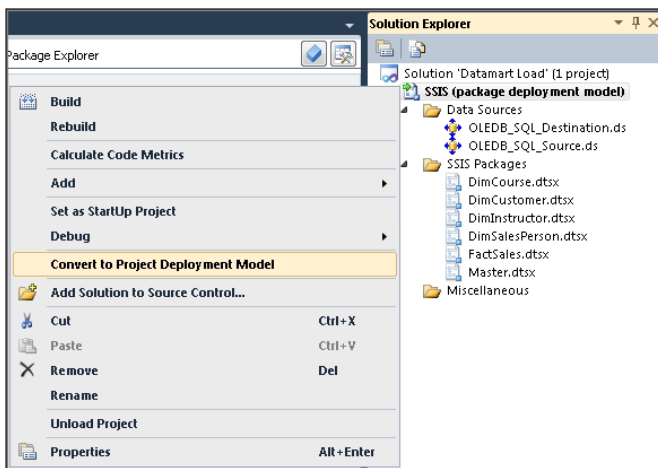 Package Explorer
Build
Rebuild
Calculate Code Metrics
Add
Set as StartUp Project
Debug
Convert to Project Deployment Model
Add Solution to Source Control...
Cut Ctrl+X
Paste Ctrl+V
Remove Del
Rename
Unload Project
Properties Alt+Enter
Solution Explorer
Solution 'Datamart Load' (1 project)
SSIS (package deployment model)
Data Sources
OLEDB_SQL_Destination.ds
OLEDB_SQL_Source.ds
SSIS Packages
DimCourse.dtsx
DimCustomer.dtsx
DimInstructor.dtsx
DimSalesPerson.dtsx
FactSales.dtsx
Master.dtsx
Miscellaneous